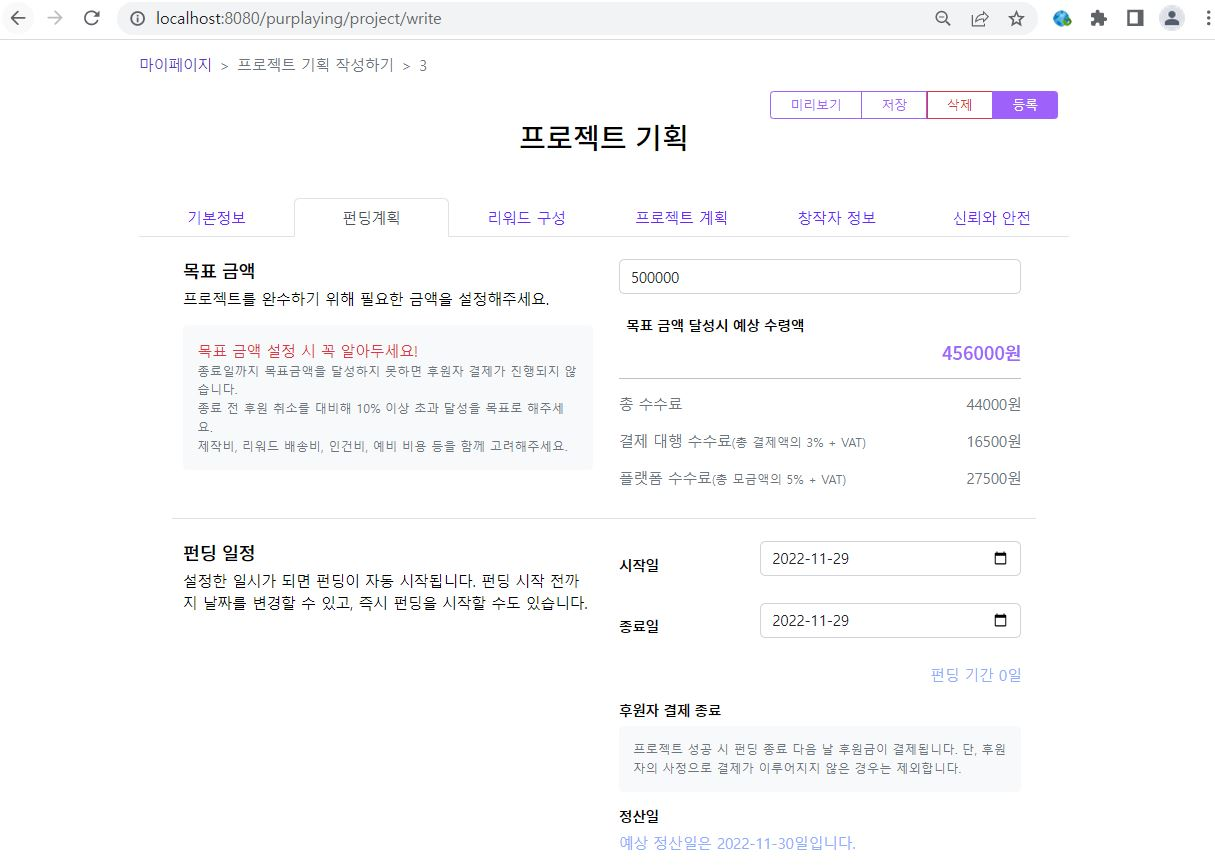 localhost:8080/purplaying/project/write
마이페이지 > 프로젝트 기획 작성하기 > 3
미리보기 저장 삭제 등록
프로젝트 기획
기본정보 펀딩계획 리워드 구성 프로젝트 계획 창작자 정보 신뢰와 안전
목표 금액
프로젝트를 완수하기 위해 필요한 금액을 설정해주세요.
목표 금액 설정 시 꼭 알아두세요!
종료일까지 목표금액을 달성하지 못하면 후원자 결제가 진행되지 않
습니다.
종료 전 후원 취소를 대비해 10% 이상 초과 달성을 목표로 해주세
요.
제작비, 리워드 배송비, 인건비, 예비 비용 등을 함께 고려해주세요.
500000
목표 금액 달성시 예상 수령액
456000원
총 수수료 44000원
결제 대행 수수료(총 결제액의 3% + VAT) 16500원
플랫폼 수수료(총 모금액의 5% + VAT) 27500원
펀딩 일정
설정한 일시가 되면 펀딩이 자동 시작됩니다. 펀딩 시작 전까
지 날짜를 변경할 수 있고, 즉시 펀딩을 시작할 수도 있습니다.
시작일 2022-11-29
종료일 2022-11-29
펀딩 기간 0일
후원자 결제 종료
프로젝트 성공 시 펀딩 종료 다음 날 후원금이 결제됩니다. 단, 후원
자의 사정으로 결제가 이루어지지 않은 경우는 제외합니다.
정산일
예상 정산일은 2022-11-30일입니다.